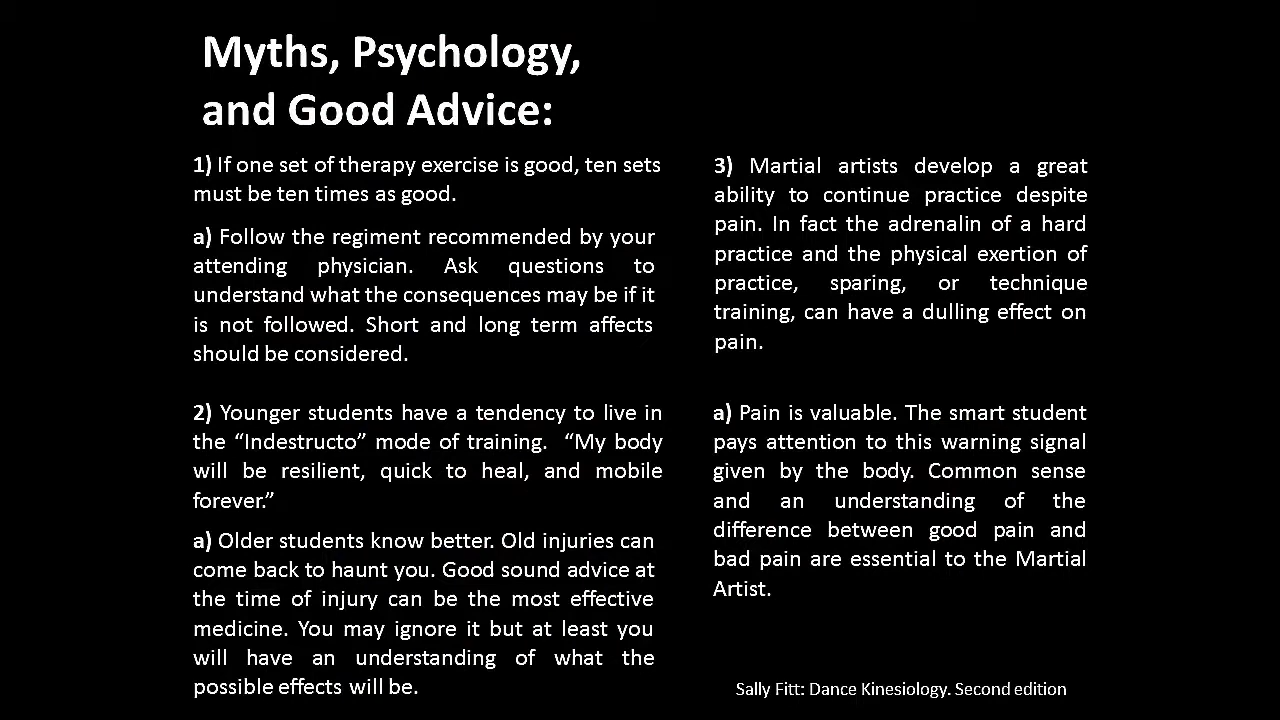 Myths, Psychology,
and Good Advice:
1) If one set of therapy exercise is good, ten sets
must be ten times as good.
a) Follow the regiment recommended by your
attending physician. Ask questions to
understand what the consequences may be if it
is not followed. Short and long term affects
should be considered.
2) Younger students have a tendency to live in
the “Indestructo” mode of training. “My body
will be resilient, quick to heal, and mobile
forever.”
a) Older students know better. Old injuries can
come back to haunt you. Good sound advice at
the time of injury can be the most effective
medicine. You may ignore it but at least you
will have an understanding of what the
possible effects will be.
3) Martial artists develop a great
ability to continue practice despite
pain. In fact the adrenalin of a hard
practice and the physical exertion of
practice, sparing, or technique
training, can have a dulling effect on
pain.
a) Pain is valuable. The smart student
pays attention to this warning signal
given by the body. Common sense
and an understanding of the
difference between good pain and
bad pain are essential to the Martial
Artist.
Sally Fitt: Dance Kinesiology. Second edition